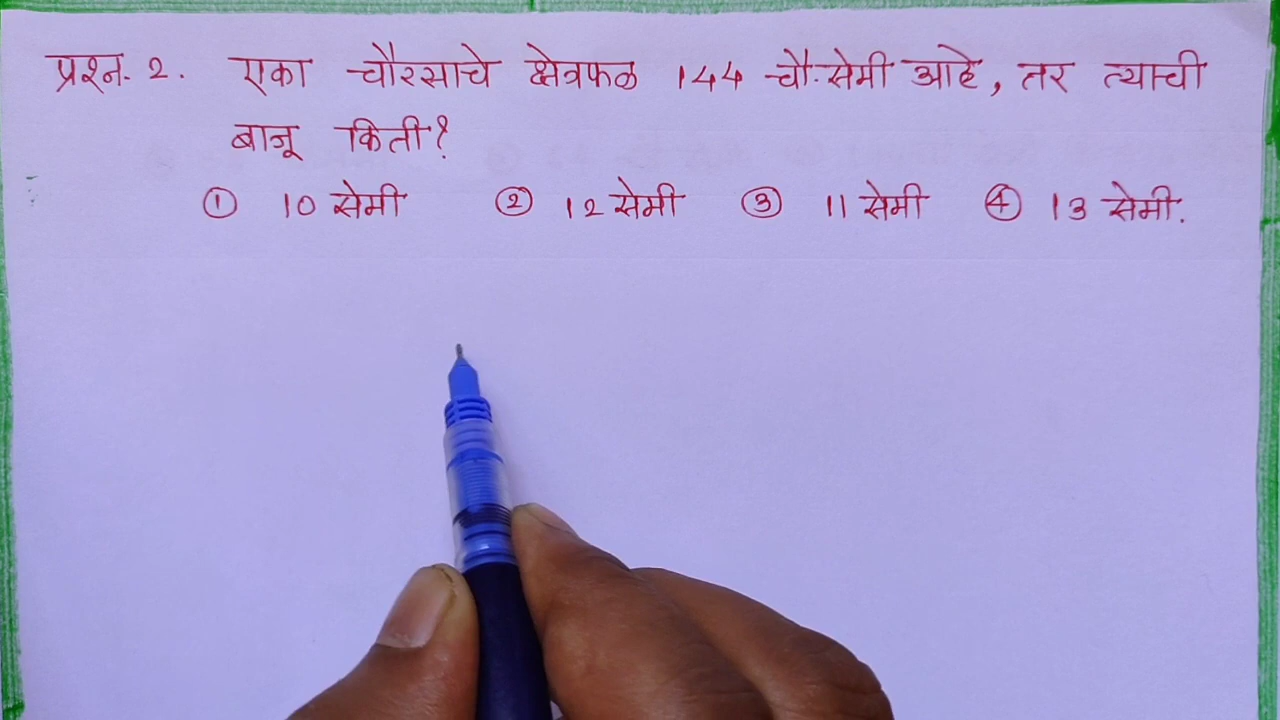 प्रश्न. 2. एका चौरसाचे क्षेत्रफळ 144 चौ.सेमी आहे, तर त्याची
बाजू किती?
① 10 सेमी ② 12 सेमी ③ 11 सेमी ④ 13 सेमी.